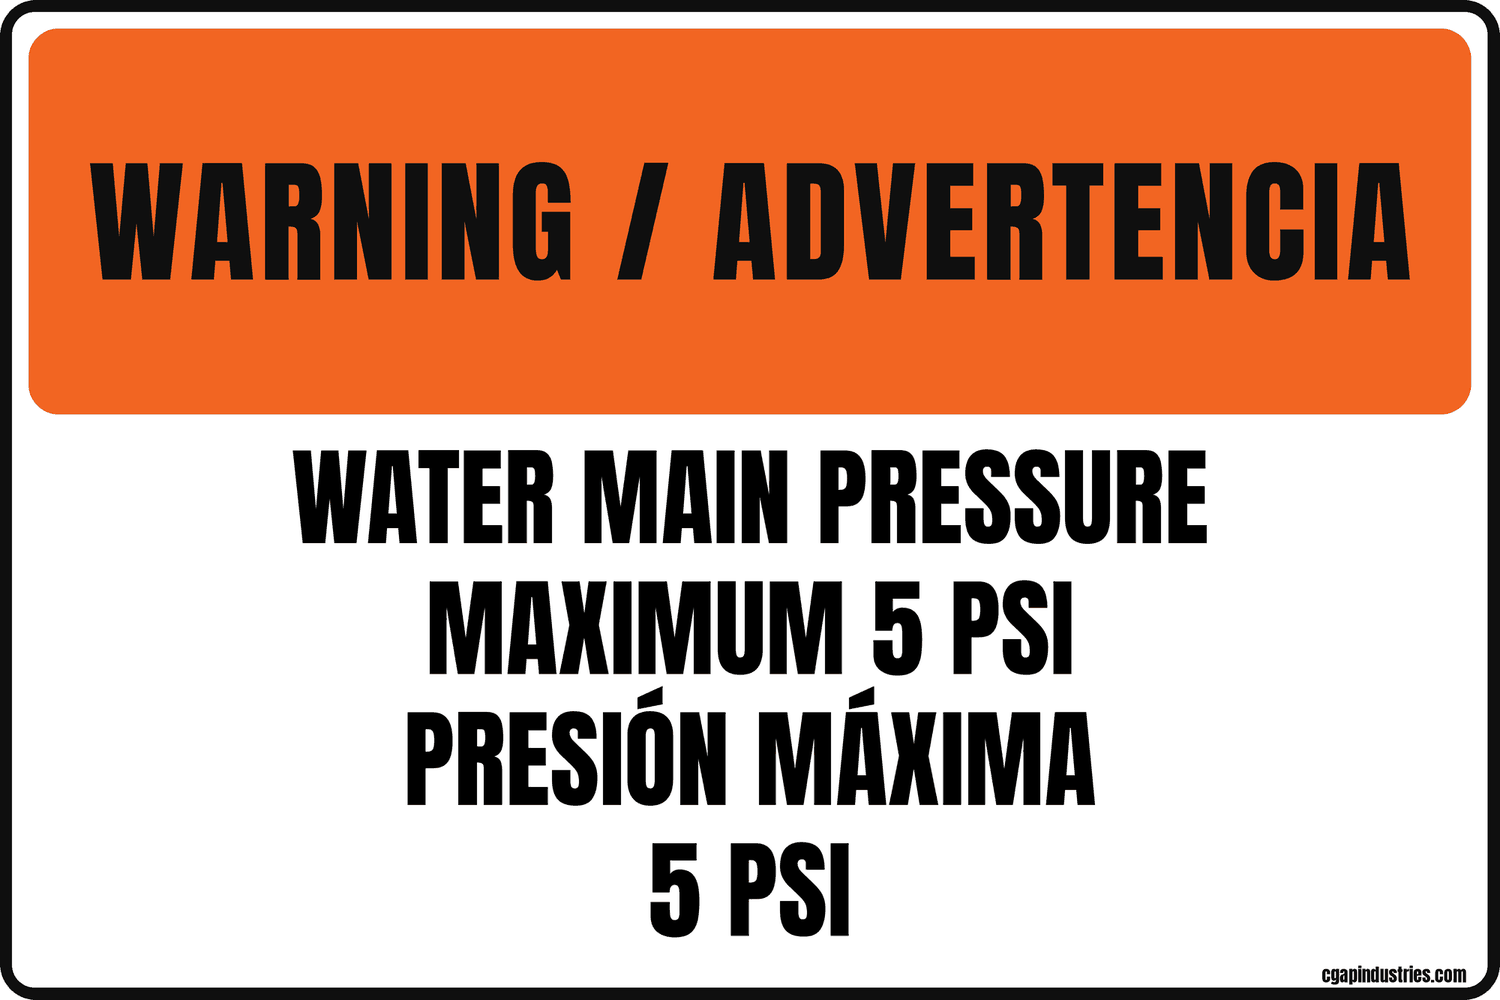 WARNING / ADVERTENCIA
WATER MAIN PRESSURE
MAXIMUM 5 PSI
PRESIÓN MÁXIMA
5 PSI
cgapindustries.com